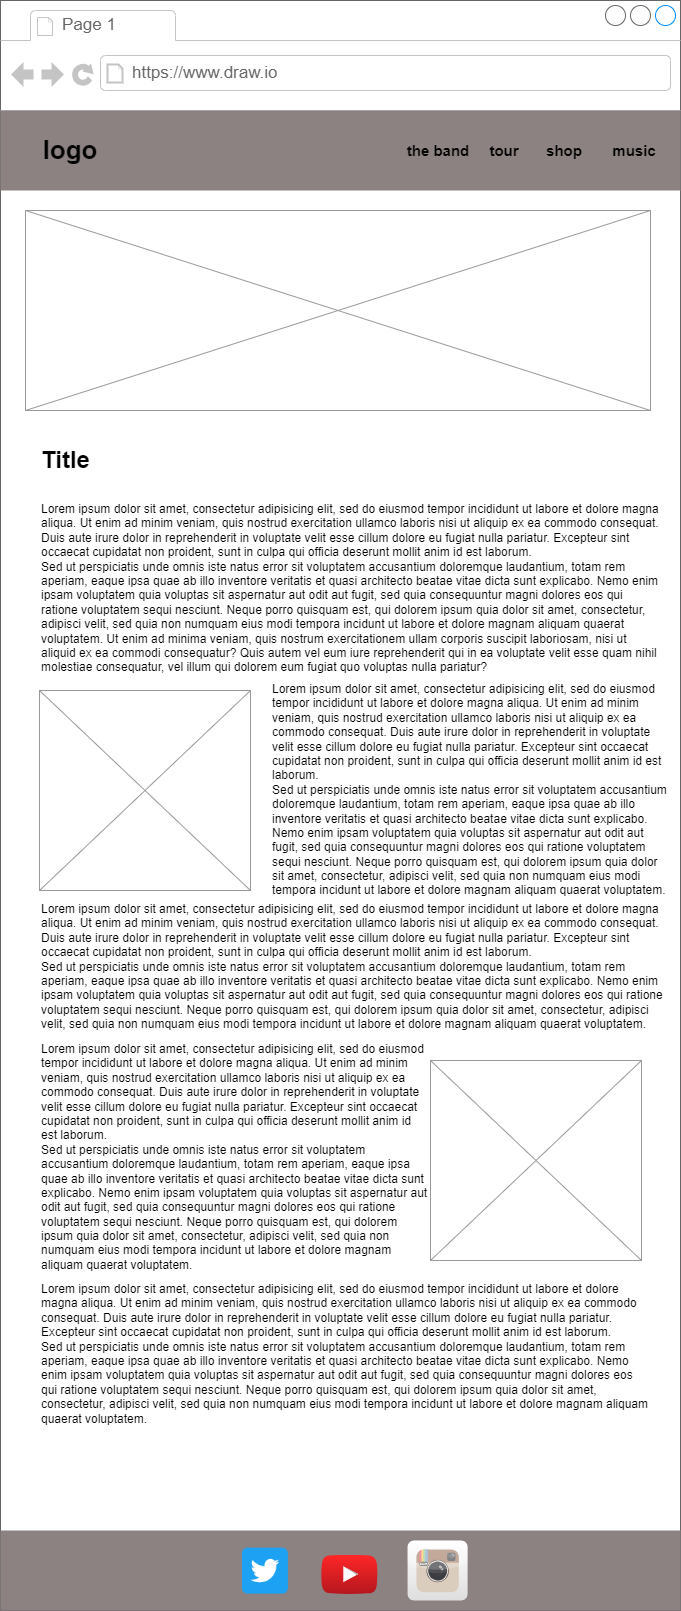 Page 1
https://www.draw.io
logo
the band tour shop music
Title
Lorem ipsum dolor sit amet, consectetur adipisicing elit, sed do eiusmod tempor incididunt ut labore et dolore magna
aliqua. Ut enim ad minim veniam, quis nostrud exercitation ullamco laboris nisi ut aliquip ex ea commodo consequat.
Duis aute irure dolor in reprehenderit in voluptate velit esse cillum dolore eu fugiat nulla pariatur. Excepteur sint
occaecat cupidatat non proident, sunt in culpa qui officia deserunt mollit anim id est laborum.
Sed ut perspiciatis unde omnis iste natus error sit voluptatem accusantium doloremque laudantium, totam rem
aperiam, eaque ipsa quae ab illo inventore veritatis et quasi architecto beatae vitae dicta sunt explicabo. Nemo enim
ipsam voluptatem quia voluptas sit aspernatur aut odit aut fugit, sed quia consequuntur magni dolores eos qui
ratione voluptatem sequi nesciunt. Neque porro quisquam est, qui dolorem ipsum quia dolor sit amet, consectetur,
adipisci velit, sed quia non numquam eius modi tempora incidunt ut labore et dolore magnam aliquam quaerat
voluptatem. Ut enim ad minima veniam, quis nostrum exercitationem ullam corporis suscipit laboriosam, nisi ut
aliquid ex ea commodi consequatur? Quis autem vel eum iure reprehenderit qui in ea voluptate velit esse quam nihil
molestiae consequatur, vel illum qui dolorem eum fugiat quo voluptas nulla pariatur?
Lorem ipsum dolor sit amet, consectetur adipisicing elit, sed do eiusmod
tempor incididunt ut labore et dolore magna aliqua. Ut enim ad minim
veniam, quis nostrud exercitation ullamco laboris nisi ut aliquip ex ea
commodo consequat. Duis aute irure dolor in reprehenderit in voluptate
velit esse cillum dolore eu fugiat nulla pariatur. Excepteur sint occaecat
cupidatat non proident, sunt in culpa qui officia deserunt mollit anim id est
laborum.
Sed ut perspiciatis unde omnis iste natus error sit voluptatem accusantium
doloremque laudantium, totam rem aperiam, eaque ipsa quae ab illo
inventore veritatis et quasi architecto beatae vitae dicta sunt explicabo.
Nemo enim ipsam voluptatem quia voluptas sit aspernatur aut odit aut
fugit, sed quia consequuntur magni dolores eos qui ratione voluptatem
sequi nesciunt. Neque porro quisquam est, qui dolorem ipsum quia dolor
sit amet, consectetur, adipisci velit, sed quia non numquam eius modi
tempora incidunt ut labore et dolore magnam aliquam quaerat voluptatem.
Lorem ipsum dolor sit amet, consectetur adipisicing elit, sed do eiusmod tempor incididunt ut labore et dolore magna
aliqua. Ut enim ad minim veniam, quis nostrud exercitation ullamco laboris nisi ut aliquip ex ea commodo consequat.
Duis aute irure dolor in reprehenderit in voluptate velit esse cillum dolore eu fugiat nulla pariatur. Excepteur sint
occaecat cupidatat non proident, sunt in culpa qui officia deserunt mollit anim id est laborum.
Sed ut perspiciatis unde omnis iste natus error sit voluptatem accusantium doloremque laudantium, totam rem
aperiam, eaque ipsa quae ab illo inventore veritatis et quasi architecto beatae vitae dicta sunt explicabo. Nemo enim
ipsam voluptatem quia voluptas sit aspernatur aut odit aut fugit, sed quia consequuntur magni dolores eos qui ratione
voluptatem sequi nesciunt. Neque porro quisquam est, qui dolorem ipsum quia dolor sit amet, consectetur, adipisci
velit, sed quia non numquam eius modi tempora incidunt ut labore et dolore magnam aliquam quaerat voluptatem.
Lorem ipsum dolor sit amet, consectetur adipisicing elit, sed do eiusmod
tempor incididunt ut labore et dolore magna aliqua. Ut enim ad minim
veniam, quis nostrud exercitation ullamco laboris nisi ut aliquip ex ea
commodo consequat. Duis aute irure dolor in reprehenderit in voluptate
velit esse cillum dolore eu fugiat nulla pariatur. Excepteur sint occaecat
cupidatat non proident, sunt in culpa qui officia deserunt mollit anim id
est laborum.
Sed ut perspiciatis unde omnis iste natus error sit voluptatem
accusantium doloremque laudantium, totam rem aperiam, eaque ipsa
quae ab illo inventore veritatis et quasi architecto beatae vitae dicta sunt
explicabo. Nemo enim ipsam voluptatem quia voluptas sit aspernatur aut
odit aut fugit, sed quia consequuntur magni dolores eos qui ratione
voluptatem sequi nesciunt. Neque porro quisquam est, qui dolorem
ipsum quia dolor sit amet, consectetur, adipisci velit, sed quia non
numquam eius modi tempora incidunt ut labore et dolore magnam
aliquam quaerat voluptatem.
Lorem ipsum dolor sit amet, consectetur adipisicing elit, sed do eiusmod tempor incididunt ut labore et dolore
magna aliqua. Ut enim ad minim veniam, quis nostrud exercitation ullamco laboris nisi ut aliquip ex ea commodo
consequat. Duis aute irure dolor in reprehenderit in voluptate velit esse cillum dolore eu fugiat nulla pariatur.
Excepteur sint occaecat cupidatat non proident, sunt in culpa qui officia deserunt mollit anim id est laborum.
Sed ut perspiciatis unde omnis iste natus error sit voluptatem accusantium doloremque laudantium, totam rem
aperiam, eaque ipsa quae ab illo inventore veritatis et quasi architecto beatae vitae dicta sunt explicabo. Nemo
enim ipsam voluptatem quia voluptas sit aspernatur aut odit aut fugit, sed quia consequuntur magni dolores eos
qui ratione voluptatem sequi nesciunt. Neque porro quisquam est, qui dolorem ipsum quia dolor sit amet,
consectetur, adipisci velit, sed quia non numquam eius modi tempora incidunt ut labore et dolore magnam aliquam
quaerat voluptatem.